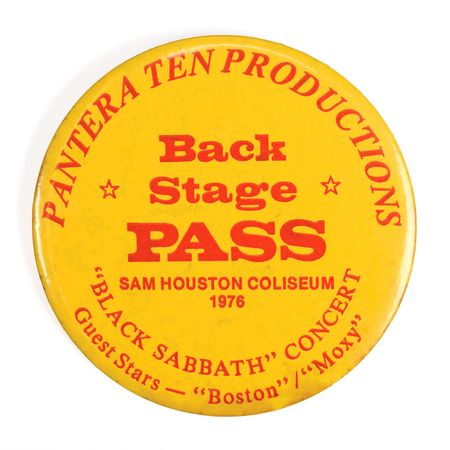 PANTERA TEN PRODUCTIONS
Back
Stage
PASS
SAM HOUSTON COLISEUM
1976
"BLACK SABBATH" CONCERT
Guest Stars — "Boston" / "Moxy"